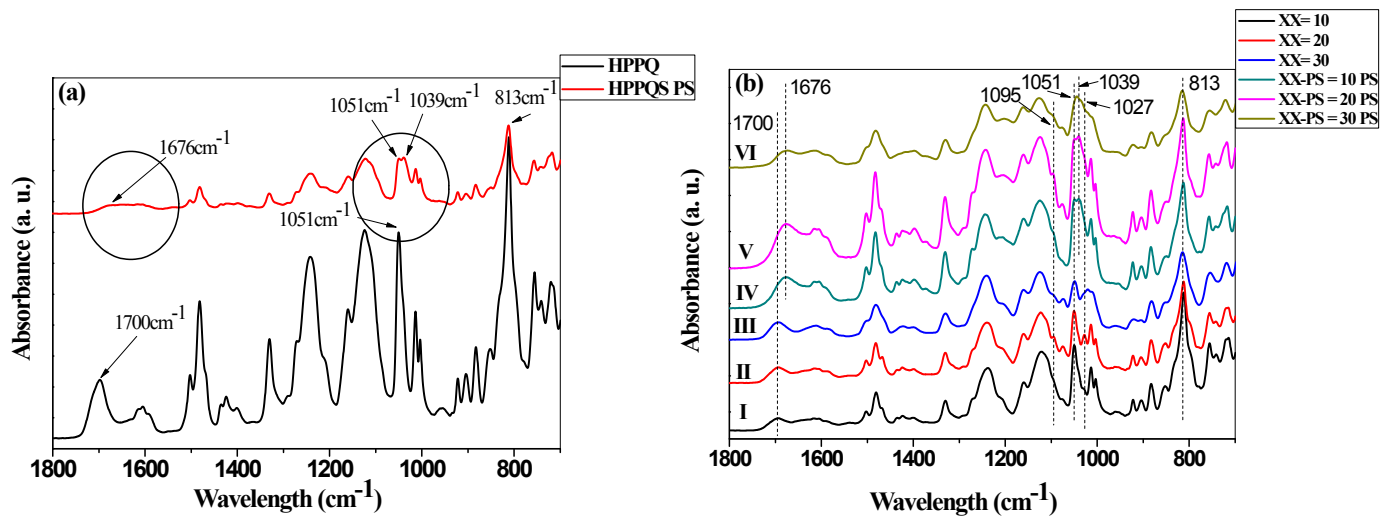 (a)
HPPQ
HPPQS PS
1676cm-1
1051cm-1
1039cm-1
813cm-1
1051cm-1
1700cm-1
Absorbance (a. u.)
1800 1600 1400 1200 1000 800
Wavelength (cm-1)
(b)
XX= 10
XX= 20
XX= 30
XX-PS = 10 PS
XX-PS = 20 PS
XX-PS = 30 PS
1700
1676
1095
1051
1039
1027
813
VI
V
IV
III
II
I
Absorbance (a. u.)
1800 1600 1400 1200 1000 800
Wavelength (cm-1)